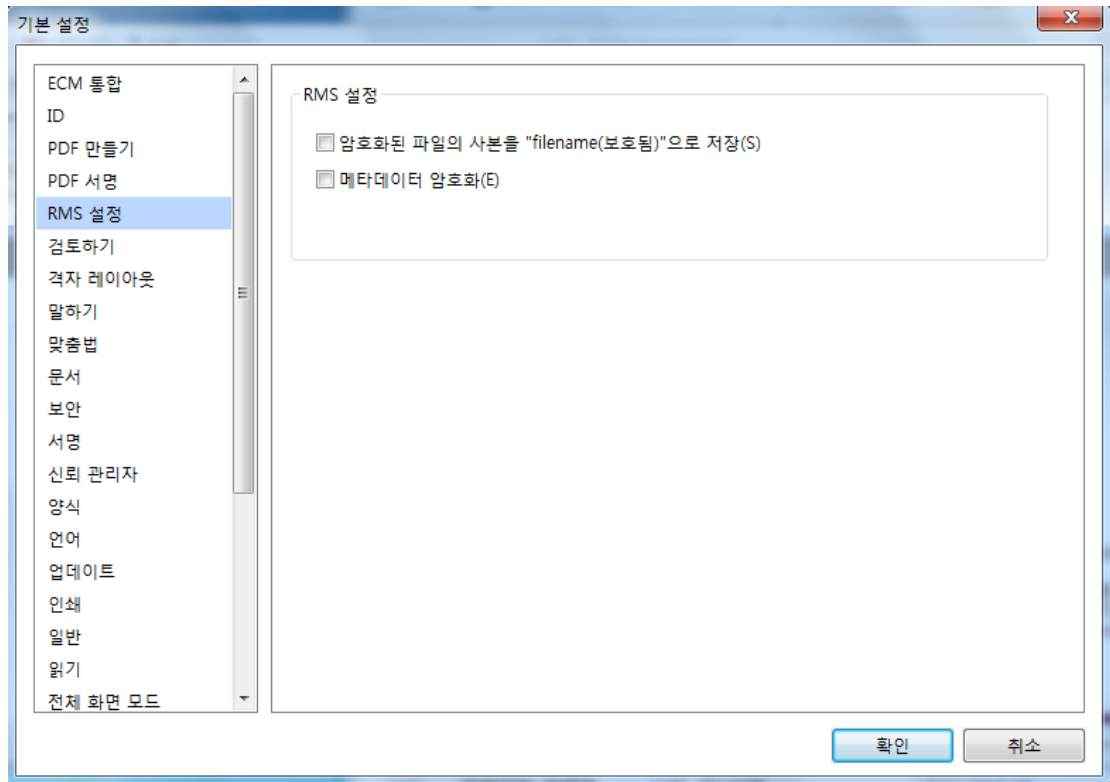 기본 설정
ECM 통합
ID
PDF 만들기
PDF 서명
RMS 설정
검토하기
격자 레이아웃
말하기
맞춤법
문서
보안
서명
신뢰 관리자
양식
언어
업데이트
인쇄
일반
읽기
전체 화면 모드
RMS 설정
암호화된 파일의 사본을 "filename(보호됨)"으로 저장(S)
메타데이터 암호화(E)
확인
취소